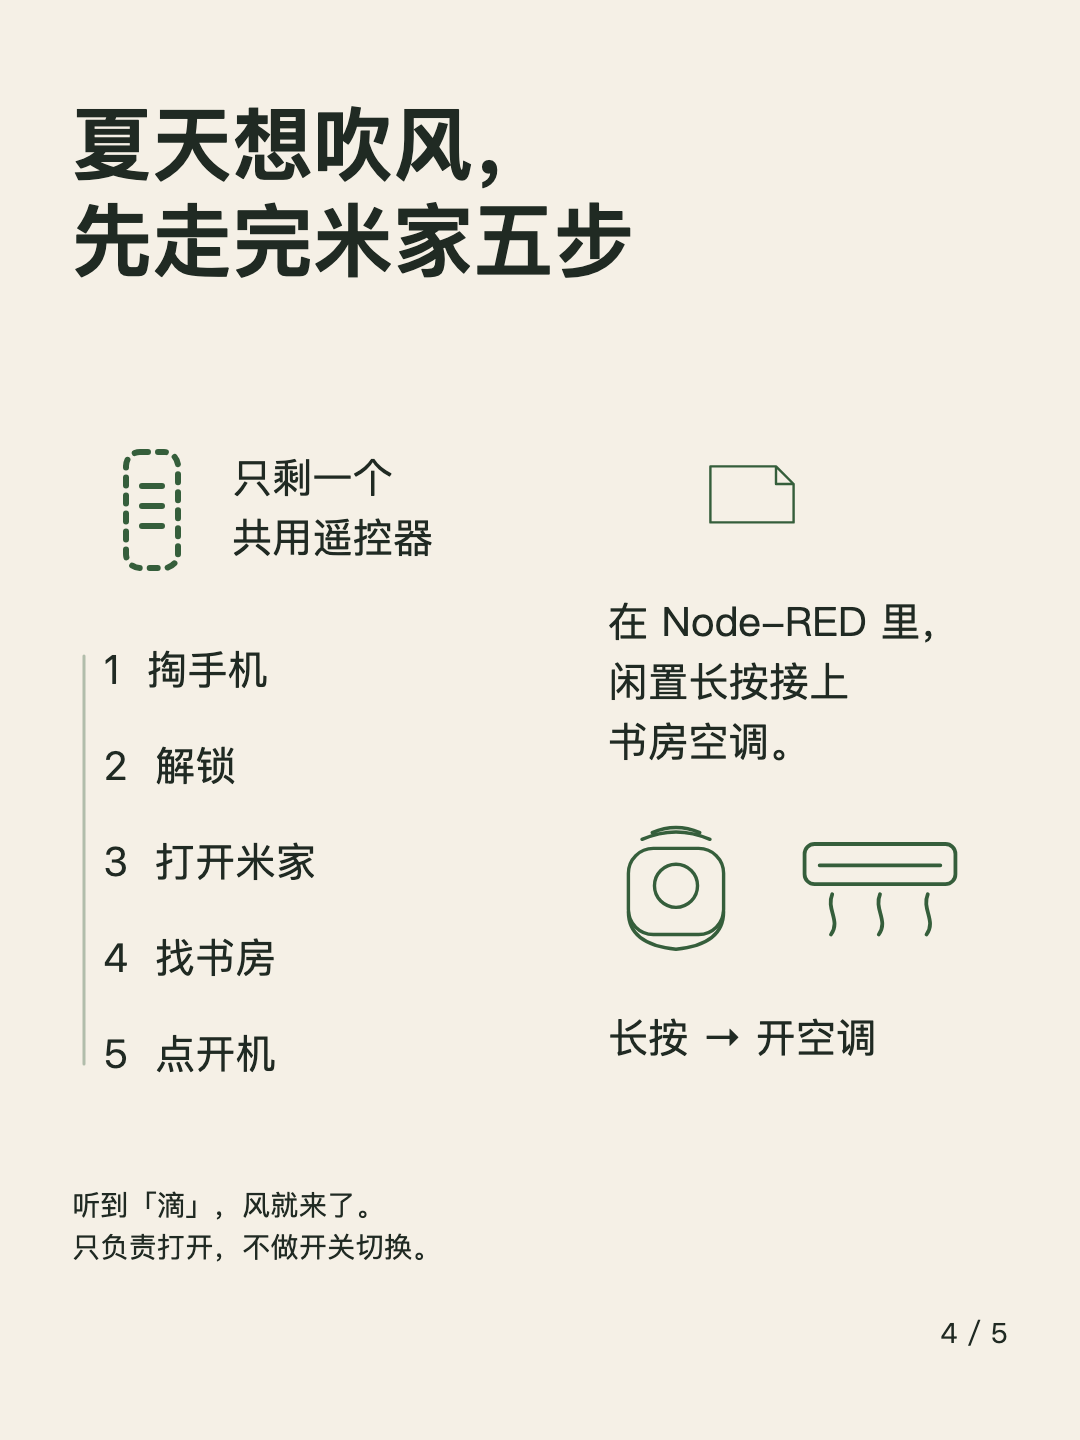 夏天想吹风，
先走完米家五步
只剩一个
共用遥控器
1 掏手机
2 解锁
3 打开米家
4 找书房
5 点开机
在 Node–RED 里，
闲置长按接上
书房空调。
长按 → 开空调
听到「滴」，风就来了。
只负责打开，不做开关切换。
4 / 5